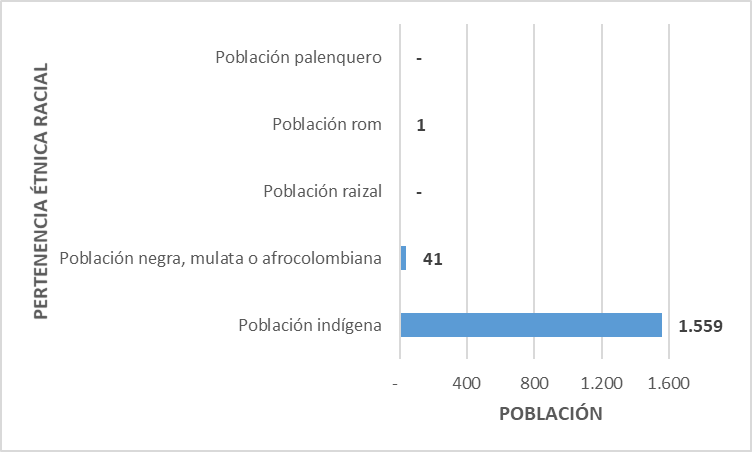 PERTENENCIA ÉTNICA RACIAL
Población palenquero -
Población rom 1
Población raizal -
Población negra, mulata o afrocolombiana 41
Población indígena 1.559
- 400 800 1.200 1.600
POBLACIÓN